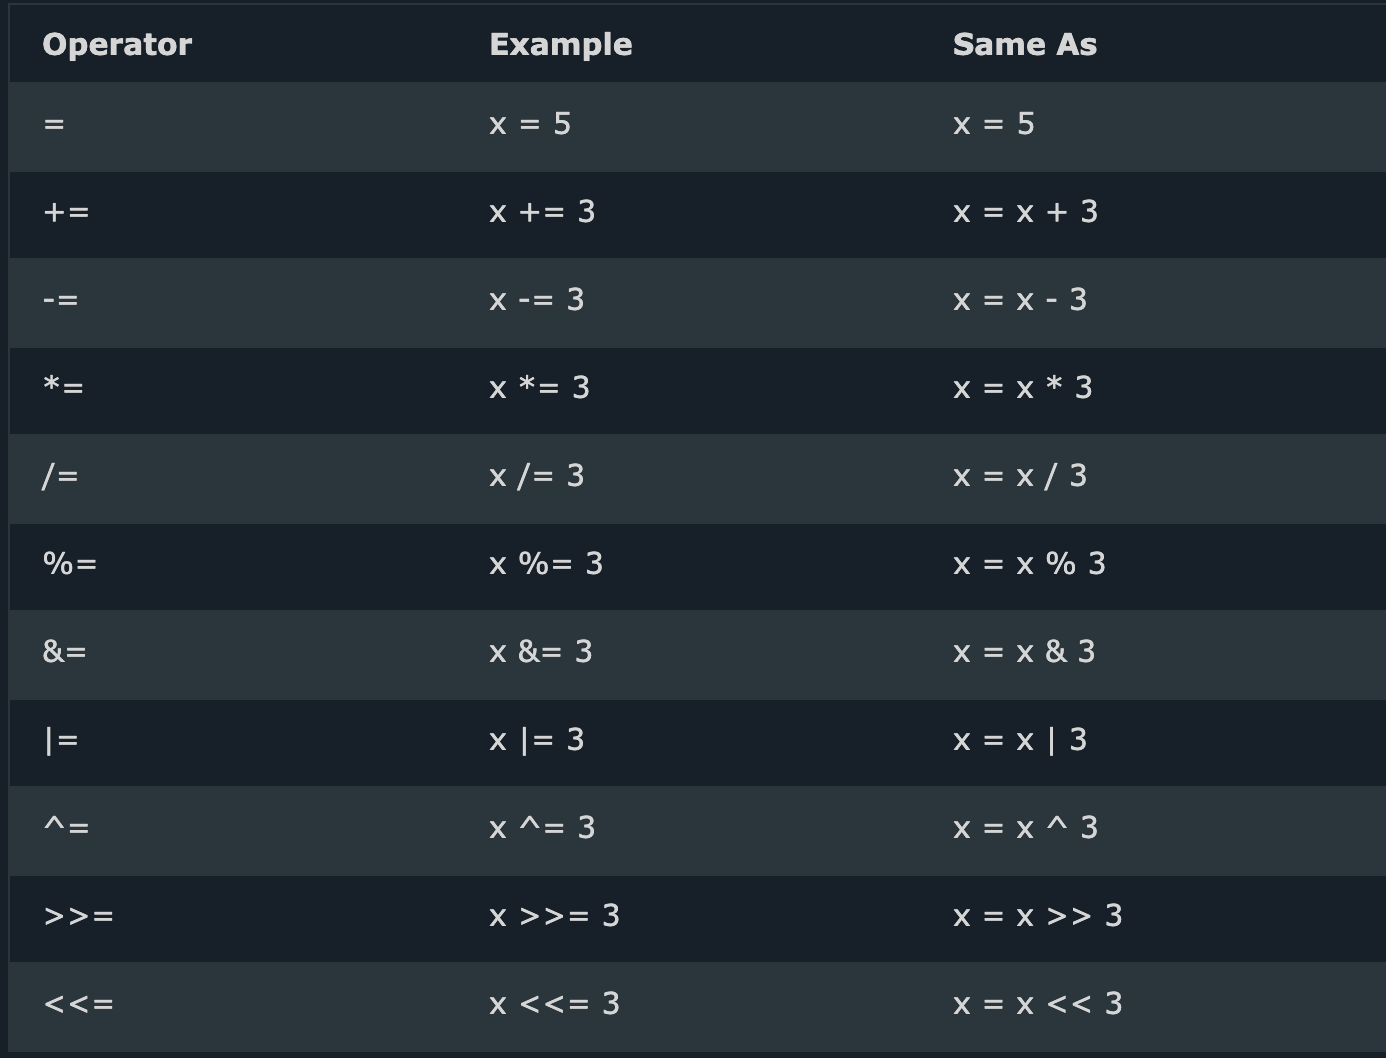 Operator Example Same As
= x = 5 x = 5
+= x += 3 x = x + 3
-= x -= 3 x = x - 3
*= x *= 3 x = x * 3
/= x /= 3 x = x / 3
%= x %= 3 x = x % 3
&= x &= 3 x = x & 3
|= x |= 3 x = x | 3
^= x ^= 3 x = x ^ 3
>>= x >>= 3 x = x >> 3
<<= x <<= 3 x = x << 3